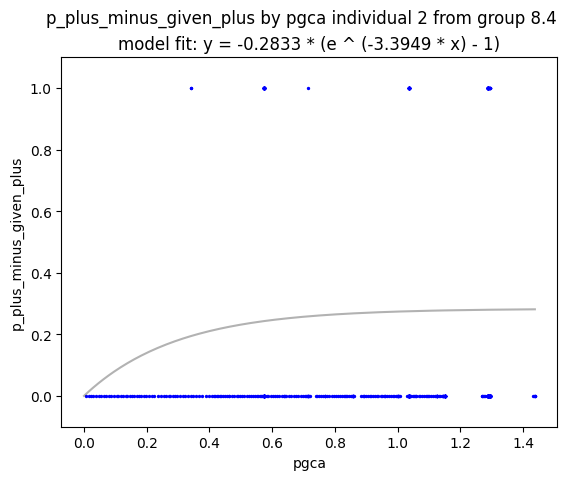 p_plus_minus_given_plus by pgca individual 2 from group 8.4
model fit: y = -0.2833 * (e ^ (-3.3949 * x) - 1)
1.0
0.8
0.6
0.4
0.2
0.0
p_plus_minus_given_plus
0.0 0.2 0.4 0.6 0.8 1.0 1.2 1.4
pgca